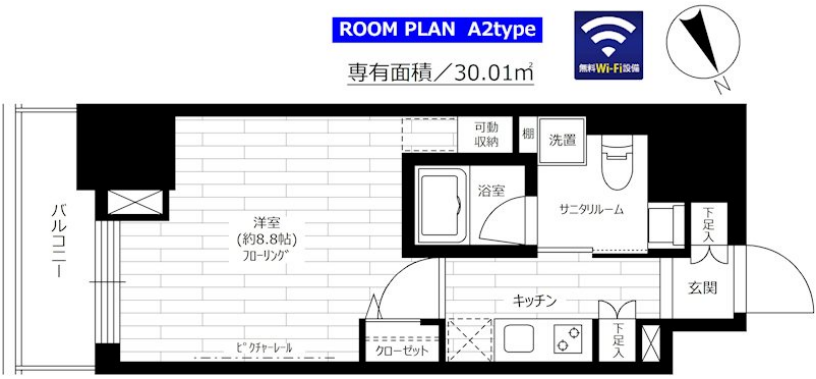 ROOM PLAN A2type
専有面積／30.01㎡
無料Wi-Fi設備
N
可動
収納
棚
洗置
浴室
サニタリルーム
下足入
バルコニー
洋室
(約8.8帖)
フローリング
玄関
キッチン
ピクチャーレール
クローゼット
下足入